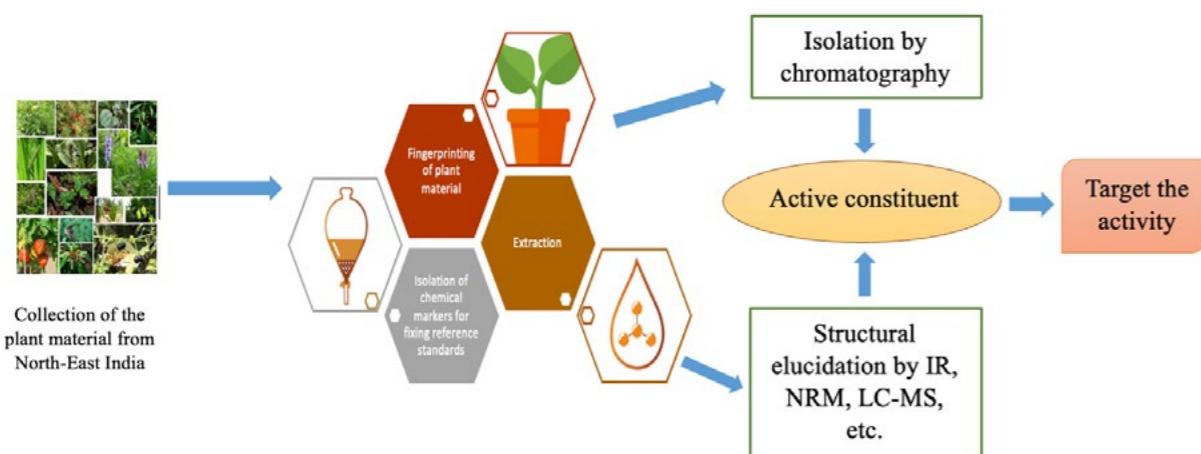 Collection of the
plant material from
North-East India
Fingerprinting
of plant
material
Extraction
Isolation of
chemical
markers for
fixing reference
standards
Isolation by
chromatography
Active constituent
Target the
activity
Structural
elucidation by IR,
NRM, LC-MS,
etc.